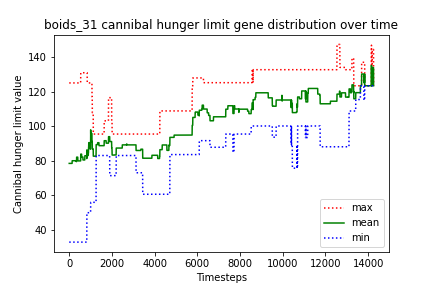 boids_31 cannibal hunger limit gene distribution over time
Cannibal hunger limit value
140
120
100
80
60
40
max
mean
min
0
2000
4000
6000
8000
10000
12000
14000
Timesteps